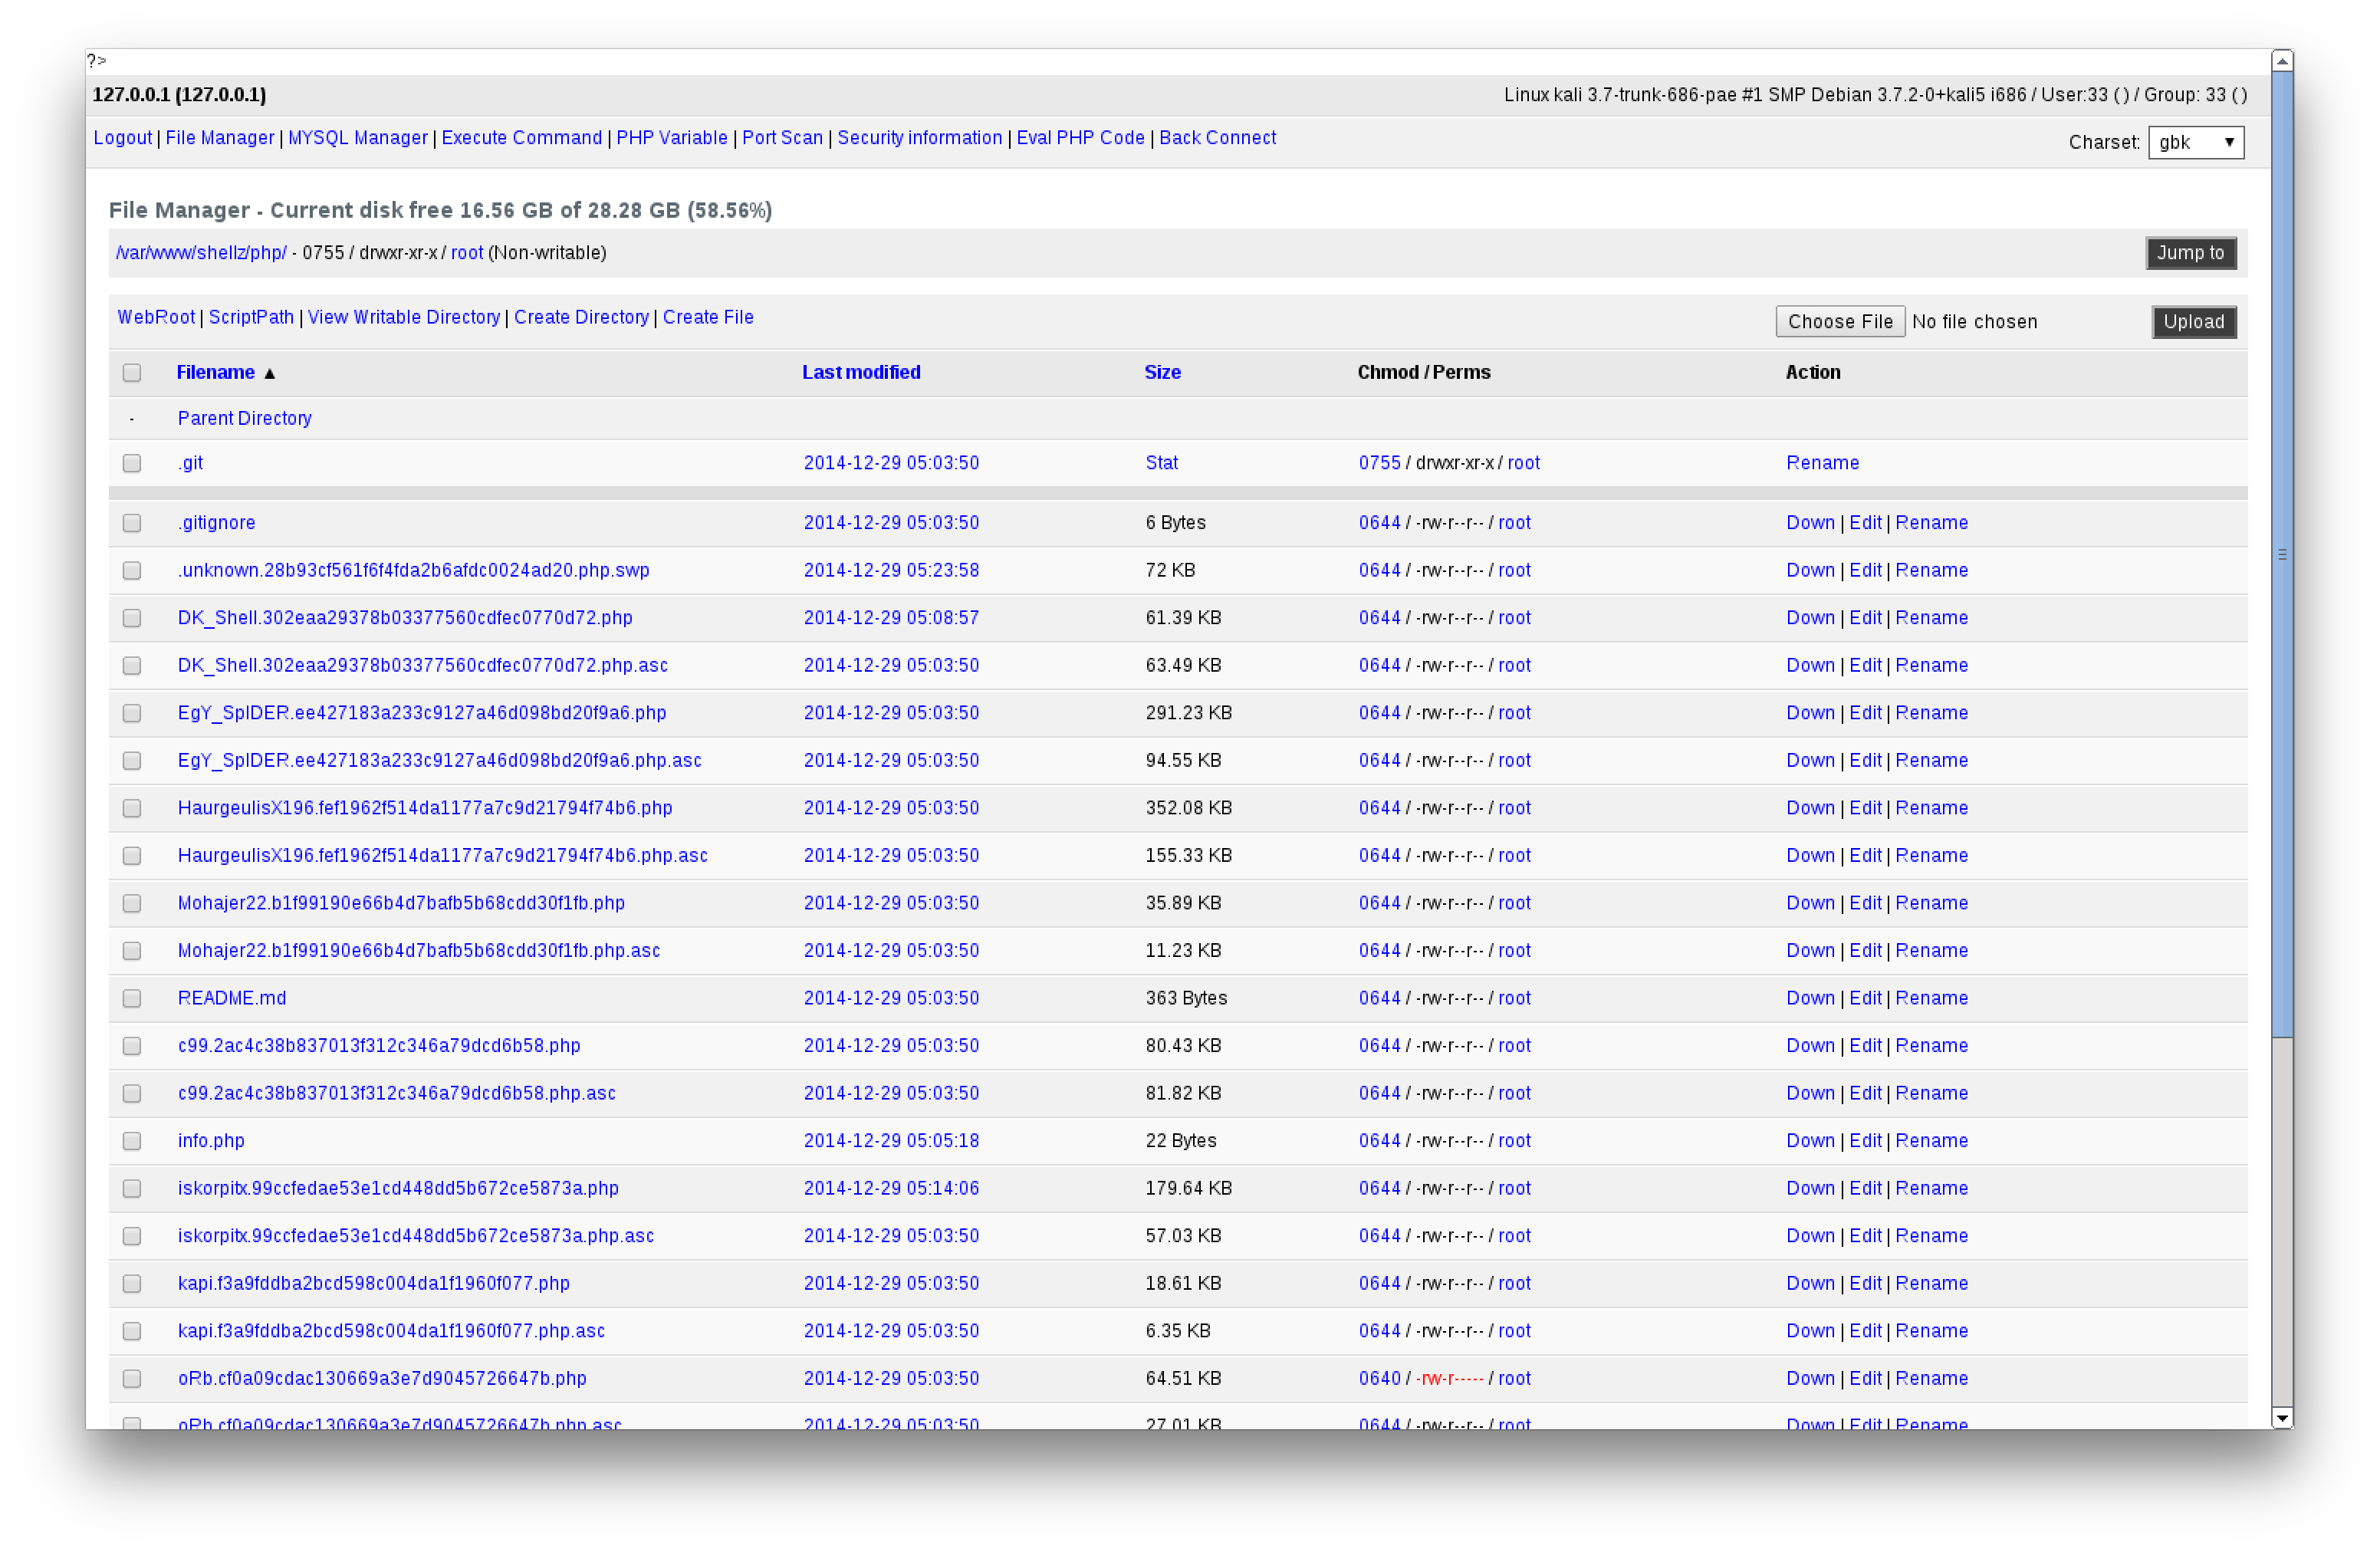 ?>
127.0.0.1 (127.0.0.1) Linux kali 3.7-trunk-686-pae #1 SMP Debian 3.7.2-0+kali5 i686 / User:33 ( ) / Group: 33 ( )
Logout | File Manager | MYSQL Manager | Execute Command | PHP Variable | Port Scan | Security information | Eval PHP Code | Back Connect Charset: gbk ▼
File Manager - Current disk free 16.56 GB of 28.28 GB (58.56%)
/var/www/shellz/php/ - 0755 / drwxr-xr-x / root (Non-writable) Jump to
WebRoot | ScriptPath | View Writable Directory | Create Directory | Create File Choose File No file chosen Upload
Filename ▲ Last modified Size Chmod / Perms Action
- Parent Directory
.git 2014-12-29 05:03:50 Stat 0755 / drwxr-xr-x / root Rename
.gitignore 2014-12-29 05:03:50 6 Bytes 0644 / -rw-r--r-- / root Down | Edit | Rename
.unknown.28b93cf561f6f4fda2b6afdc0024ad20.php.swp 2014-12-29 05:23:58 72 KB 0644 / -rw-r--r-- / root Down | Edit | Rename
DK_Shell.302eaa29378b03377560cdfec0770d72.php 2014-12-29 05:08:57 61.39 KB 0644 / -rw-r--r-- / root Down | Edit | Rename
DK_Shell.302eaa29378b03377560cdfec0770d72.php.asc 2014-12-29 05:03:50 63.49 KB 0644 / -rw-r--r-- / root Down | Edit | Rename
EgY_SpIDER.ee427183a233c9127a46d098bd20f9a6.php 2014-12-29 05:03:50 291.23 KB 0644 / -rw-r--r-- / root Down | Edit | Rename
EgY_SpIDER.ee427183a233c9127a46d098bd20f9a6.php.asc 2014-12-29 05:03:50 94.55 KB 0644 / -rw-r--r-- / root Down | Edit | Rename
HaurgeulisX196.fef1962f514da1177a7c9d21794f74b6.php 2014-12-29 05:03:50 352.08 KB 0644 / -rw-r--r-- / root Down | Edit | Rename
HaurgeulisX196.fef1962f514da1177a7c9d21794f74b6.php.asc 2014-12-29 05:03:50 155.33 KB 0644 / -rw-r--r-- / root Down | Edit | Rename
Mohajer22.b1f99190e66b4d7bafb5b68cdd30f1fb.php 2014-12-29 05:03:50 35.89 KB 0644 / -rw-r--r-- / root Down | Edit | Rename
Mohajer22.b1f99190e66b4d7bafb5b68cdd30f1fb.php.asc 2014-12-29 05:03:50 11.23 KB 0644 / -rw-r--r-- / root Down | Edit | Rename
README.md 2014-12-29 05:03:50 363 Bytes 0644 / -rw-r--r-- / root Down | Edit | Rename
c99.2ac4c38b837013f312c346a79dcd6b58.php 2014-12-29 05:03:50 80.43 KB 0644 / -rw-r--r-- / root Down | Edit | Rename
c99.2ac4c38b837013f312c346a79dcd6b58.php.asc 2014-12-29 05:03:50 81.82 KB 0644 / -rw-r--r-- / root Down | Edit | Rename
info.php 2014-12-29 05:05:18 22 Bytes 0644 / -rw-r--r-- / root Down | Edit | Rename
iskorpitx.99ccfedae53e1cd448dd5b672ce5873a.php 2014-12-29 05:14:06 179.64 KB 0644 / -rw-r--r-- / root Down | Edit | Rename
iskorpitx.99ccfedae53e1cd448dd5b672ce5873a.php.asc 2014-12-29 05:03:50 57.03 KB 0644 / -rw-r--r-- / root Down | Edit | Rename
kapi.f3a9fddba2bcd598c004da1f1960f077.php 2014-12-29 05:03:50 18.61 KB 0644 / -rw-r--r-- / root Down | Edit | Rename
kapi.f3a9fddba2bcd598c004da1f1960f077.php.asc 2014-12-29 05:03:50 6.35 KB 0644 / -rw-r--r-- / root Down | Edit | Rename
oRb.cf0a09cdac130669a3e7d9045726647b.php 2014-12-29 05:03:50 64.51 KB 0640 / -rw-r----- / root Down | Edit | Rename
oRb.cf0a09cdac130669a3e7d9045726647b.php.asc 2014-12-29 05:03:50 27.01 KB 0644 / -rw-r--r-- / root Down | Edit | Rename